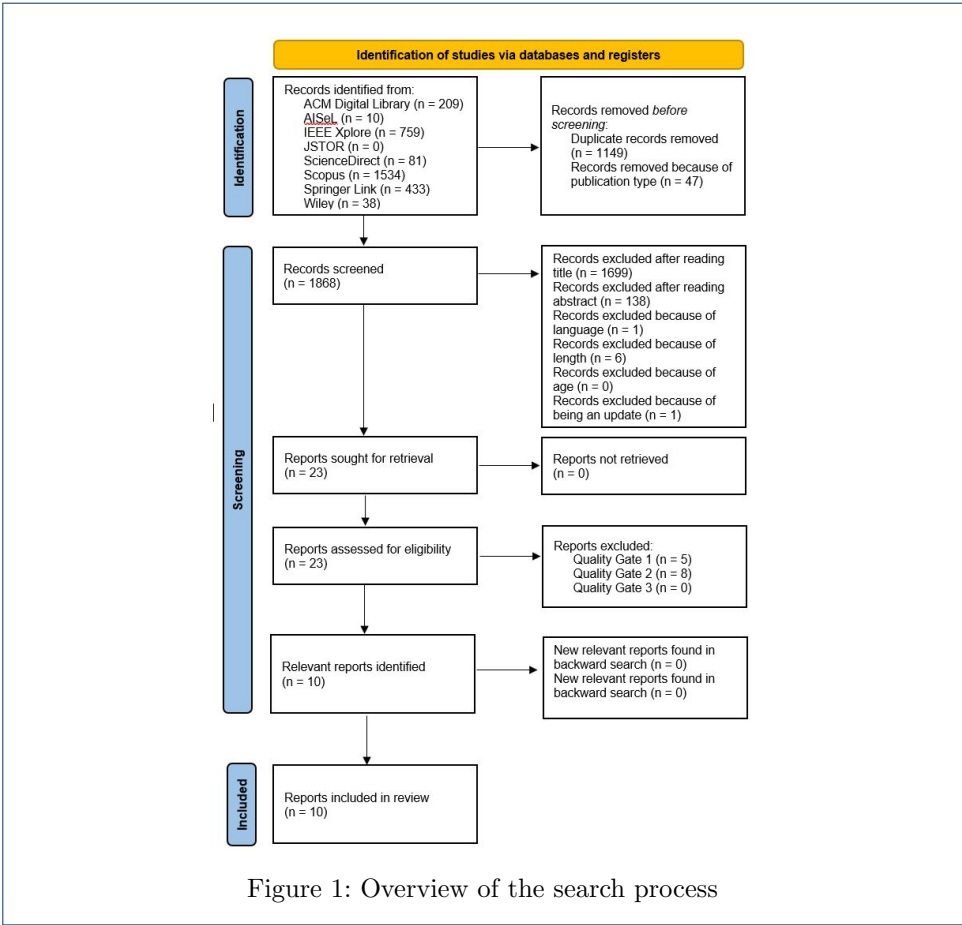 Identification of studies via databases and registers
Identification
Records identified from:
ACM Digital Library (n = 209)
AISeL (n = 10)
IEEE Xplore (n = 759)
JSTOR (n = 0)
ScienceDirect (n = 81)
Scopus (n = 1534)
Springer Link (n = 433)
Wiley (n = 38)
Records removed before
screening:
Duplicate records removed
(n = 1149)
Records removed because of
publication type (n = 47)
Screening
Records screened
(n = 1868)
Records excluded after reading
title (n = 1699)
Records excluded after reading
abstract (n = 138)
Records excluded because of
language (n = 1)
Records excluded because of
length (n = 6)
Records excluded because of
age (n = 0)
Records excluded because of
being an update (n = 1)
Reports sought for retrieval
(n = 23)
Reports not retrieved
(n = 0)
Reports assessed for eligibility
(n = 23)
Reports excluded:
Quality Gate 1 (n = 5)
Quality Gate 2 (n = 8)
Quality Gate 3 (n = 0)
Relevant reports identified
(n = 10)
New relevant reports found in
backward search (n = 0)
New relevant reports found in
backward search (n = 0)
Included
Reports included in review
(n = 10)
Figure 1: Overview of the search process